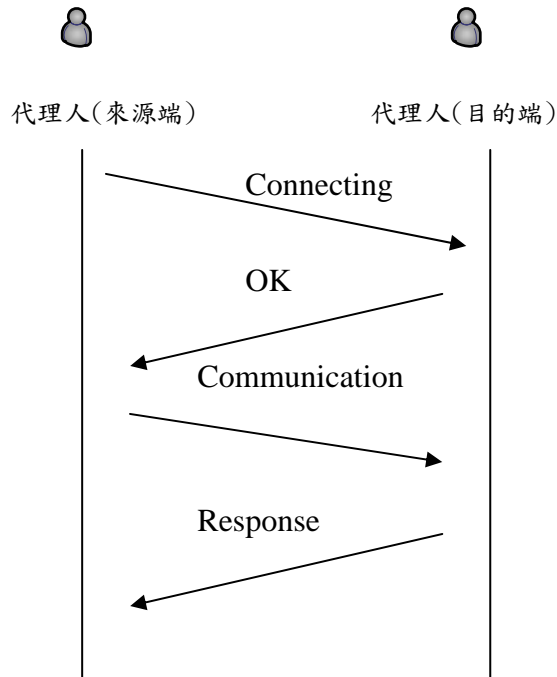 代理人(來源端)
代理人(目的端)
Connecting
OK
Communication
Response